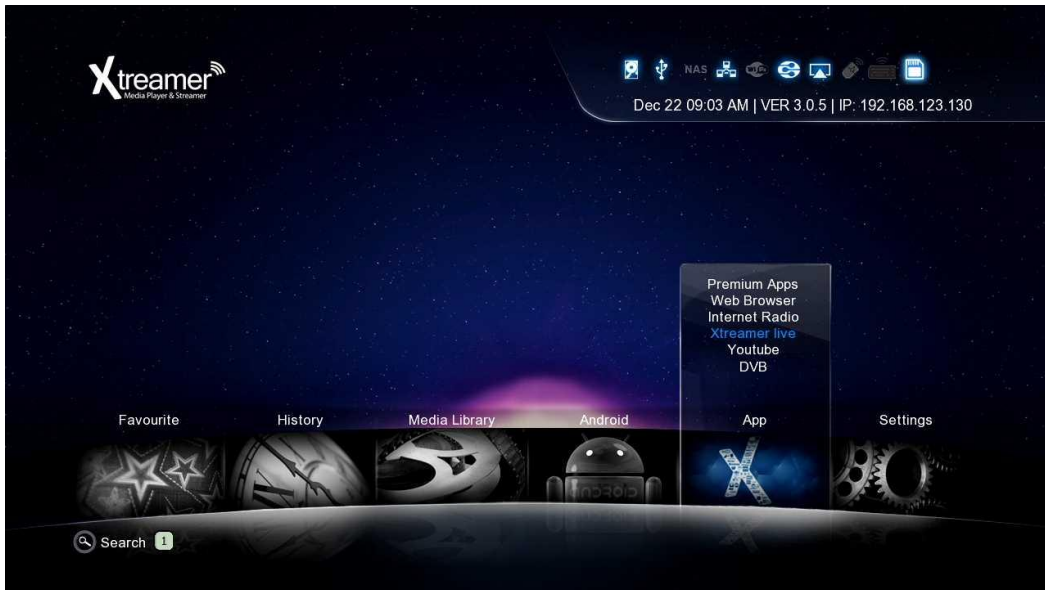 Xtreamer
Media Player & Streamer
NAS
Dec 22 09:03 AM | VER 3.0.5 | IP: 192.168.123.130
Premium Apps
Web Browser
Internet Radio
Xtreamer live
Youtube
DVB
Favourite
History
Media Library
Android
App
Settings
ANDROID
Search 1